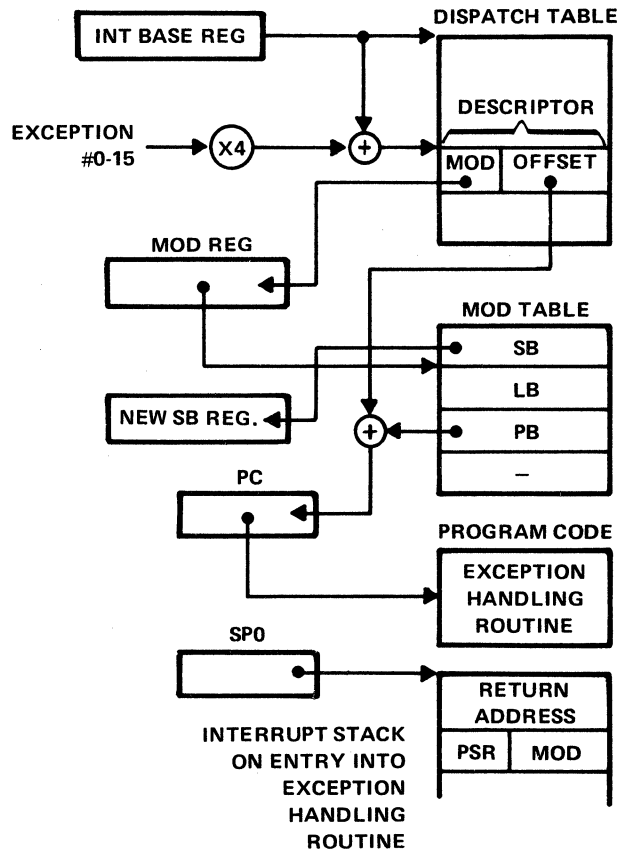 DISPATCH TABLE
INT BASE REG
DESCRIPTOR
EXCEPTION
#0-15
X4
+
MOD OFFSET
MOD REG
MOD TABLE
SB
LB
NEW SB REG.
+
PB
–
PC
PROGRAM CODE
EXCEPTION
HANDLING
ROUTINE
SP0
RETURN
ADDRESS
PSR MOD
INTERRUPT STACK
ON ENTRY INTO
EXCEPTION
HANDLING
ROUTINE